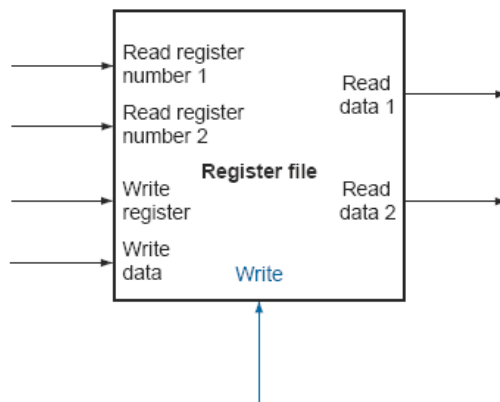 Read register
number 1
Read
data 1
Read register
number 2
Register file
Write
register
Read
data 2
Write
data
Write